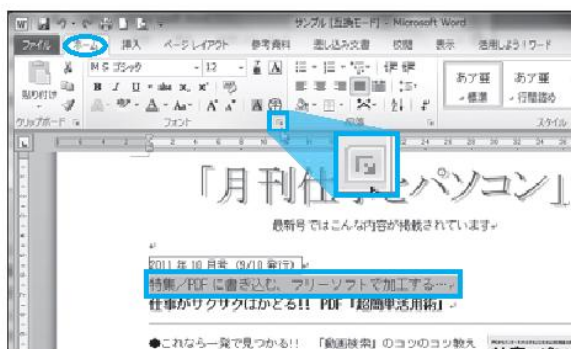 サンプル [互換モード] - Microsoft Word
ファイル ホーム 挿入 ページ レイアウト 参考資料 差し込み文書 校閲 表示 活用しよう!ワード
MS ゴシック 12
B I U abc x, x'
Aa A A
貼り付け
あア亜 あア亜
標準 行間詰め
クリップボード フォント 段落 スタイル
「月刊仕事とパソコン」
最新号ではこんな内容が掲載されています
2011 年 10 月号 (9/10 発行)
特集/PDF に書き込む、フリーソフトで加工する…
仕事がサクサクはかどる!! PDF「超簡単活用術」
●これなら一発で見つかる!! 「動画検索」のコツのコツ教え